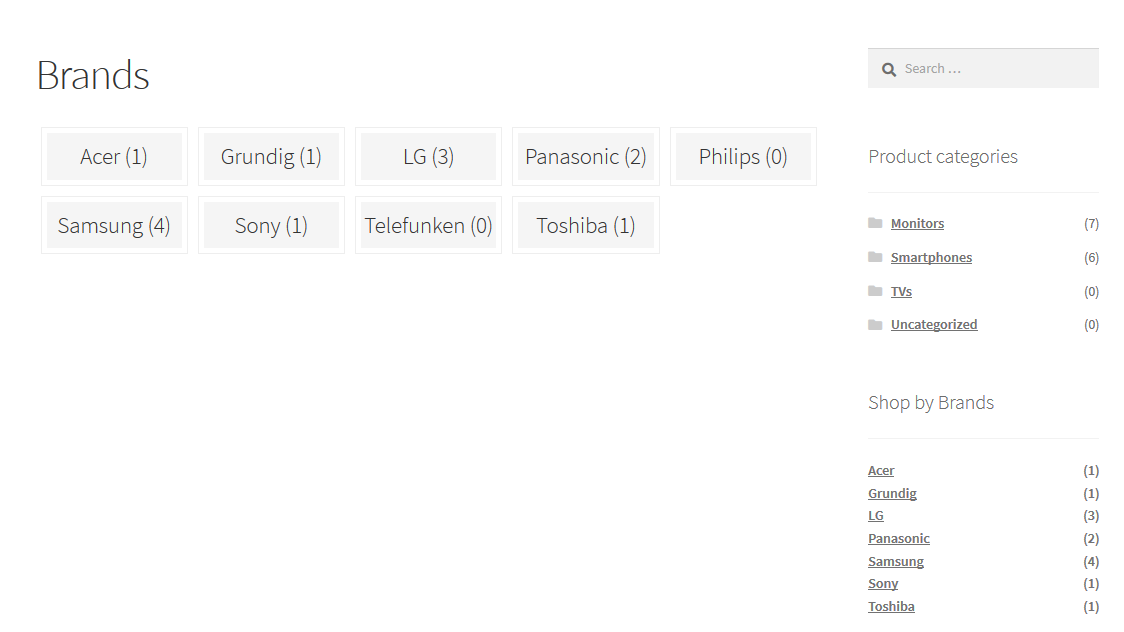 Brands
Acer (1)
Grundig (1)
LG (3)
Panasonic (2)
Philips (0)
Samsung (4)
Sony (1)
Telefunken (0)
Toshiba (1)
Search …
Product categories
Monitors (7)
Smartphones (6)
TVs (0)
Uncategorized (0)
Shop by Brands
Acer (1)
Grundig (1)
LG (3)
Panasonic (2)
Samsung (4)
Sony (1)
Toshiba (1)